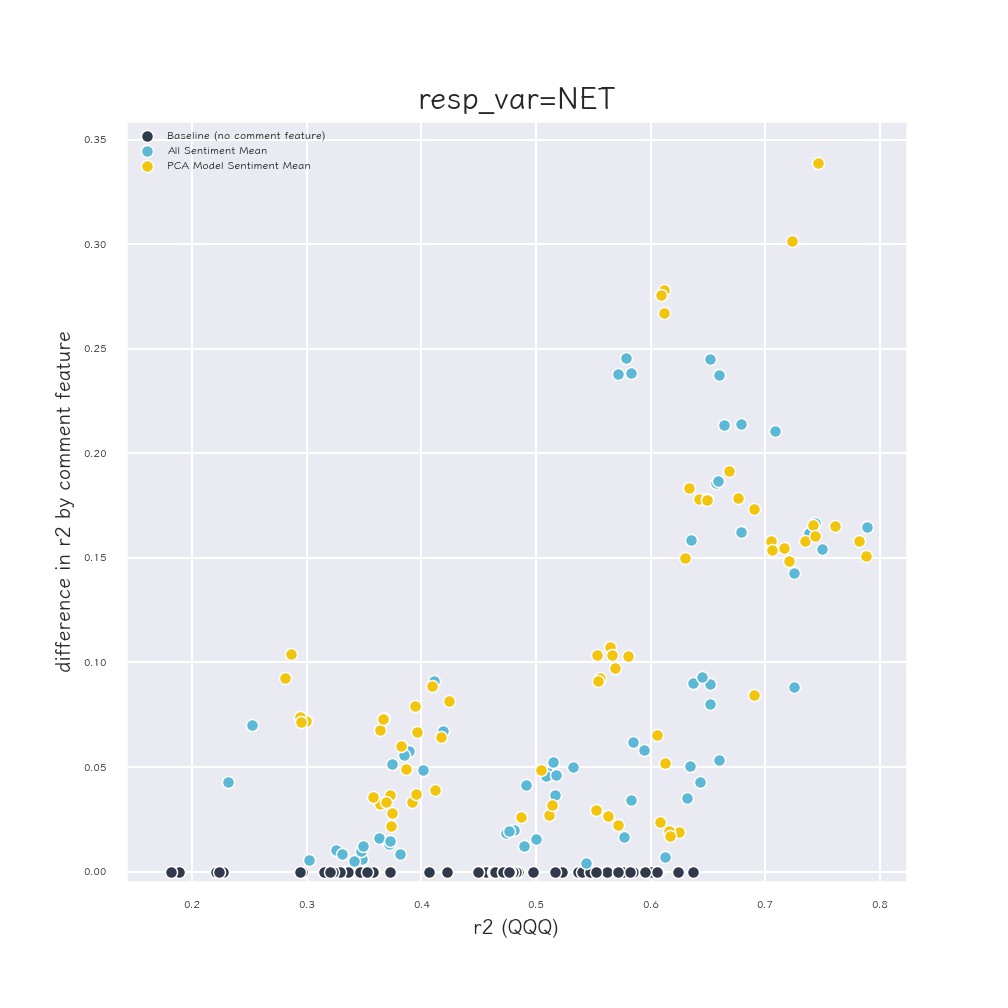 resp_var=NET
Baseline (no comment feature)
All Sentiment Mean
PCA Model Sentiment Mean
0.35
0.30
0.25
0.20
0.15
0.10
0.05
0.00
difference in r2 by comment feature
0.2 0.3 0.4 0.5 0.6 0.7 0.8
r2 (QQQ)